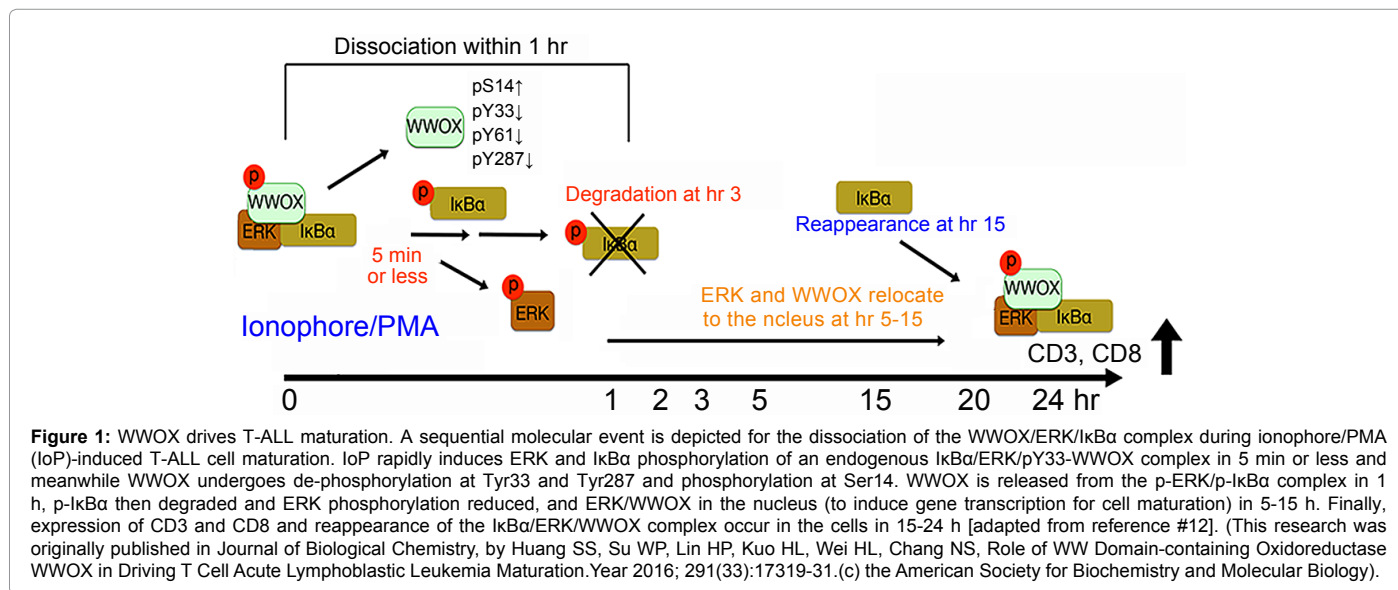 Dissociation within 1 hr
pS14↑
pY33↓
pY61↓
pY287↓
WWOX
p
WWOX
ERK
IκBα
p
IκBα
5 min
or less
p
ERK
Degradation at hr 3
p
IκBα
IκBα
Reappearance at hr 15
ERK and WWOX relocate
to the ncleus at hr 5-15
p
WWOX
ERK
IκBα
Ionophore/PMA
CD3, CD8
0 1 2 3 5 15 20 24 hr
Figure 1: WWOX drives T-ALL maturation. A sequential molecular event is depicted for the dissociation of the WWOX/ERK/IκBα complex during ionophore/PMA
(IoP)-induced T-ALL cell maturation. IoP rapidly induces ERK and IκBα phosphorylation of an endogenous IκBα/ERK/pY33-WWOX complex in 5 min or less and
meanwhile WWOX undergoes de-phosphorylation at Tyr33 and Tyr287 and phosphorylation at Ser14. WWOX is released from the p-ERK/p-IκBα complex in 1
h, p-IκBα then degraded and ERK phosphorylation reduced, and ERK/WWOX in the nucleus (to induce gene transcription for cell maturation) in 5-15 h. Finally,
expression of CD3 and CD8 and reappearance of the IκBα/ERK/WWOX complex occur in the cells in 15-24 h [adapted from reference #12]. (This research was
originally published in Journal of Biological Chemistry, by Huang SS, Su WP, Lin HP, Kuo HL, Wei HL, Chang NS, Role of WW Domain-containing Oxidoreductase
WWOX in Driving T Cell Acute Lymphoblastic Leukemia Maturation.Year 2016; 291(33):17319-31.(c) the American Society for Biochemistry and Molecular Biology).